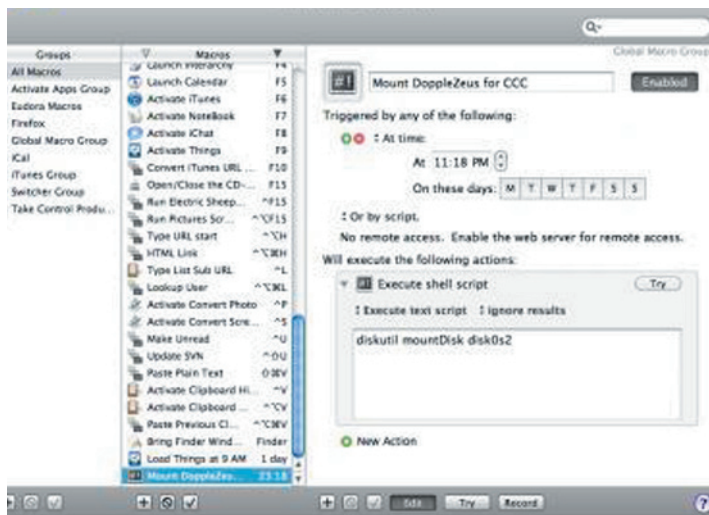 Global Macro Group
Groups
All Macros
Activate Apps Group
Eudora Macros
Firefox
Global Macro Group
iCal
iTunes Group
Switcher Group
Take Control Produ...
Macros
Launch Interarchy F4
Launch Calendar F5
Activate iTunes F6
Activate NoteBook F7
Activate iChat F8
Activate Things F9
Convert iTunes URL ... F10
Open/Close the CD-... F15
Run Electric Sheep... ^F15
Run Pictures Scr... ^⌥F15
Type URL start ^⌥H
HTML Link ^⌥⌘H
Type List Sub URL ^L
Lookup User ^⌥⌘L
Activate Convert Photo ^P
Activate Convert Scre... ^S
Make Unread ^U
Update SVN ^⇧U
Paste Plain Text ⇧⌘V
Activate Clipboard Hi... ^V
Activate Clipboard ... ^⌥V
Paste Previous Cl... ^⌥⌘V
Bring Finder Wind... Finder
Load Things at 9 AM 1 day
Mount DoppleZeu... 23:18
#!
Mount DoppleZeus for CCC
Enabled
Triggered by any of the following:
At time:
At 11:18 PM
On these days: M T W T F S S
Or by script.
No remote access. Enable the web server for remote access.
Will execute the following actions:
#! Execute shell script Try
Execute text script ignore results
diskutil mountDisk disk0s2
New Action
Edit Try Record ?